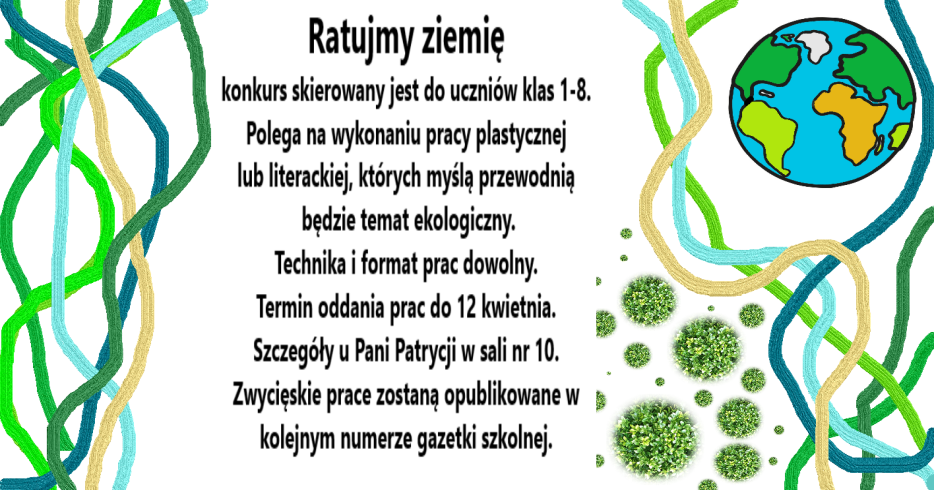 Ratujmy ziemię
konkurs skierowany jest do uczniów klas 1-8.
Polega na wykonaniu pracy plastycznej
lub literackiej, których myślą przewodnią
będzie temat ekologiczny.
Technika i format prac dowolny.
Termin oddania prac do 12 kwietnia.
Szczegóły u Pani Patrycji w sali nr 10.
Zwycięskie prace zostaną opublikowane w
kolejnym numerze gazetki szkolnej.